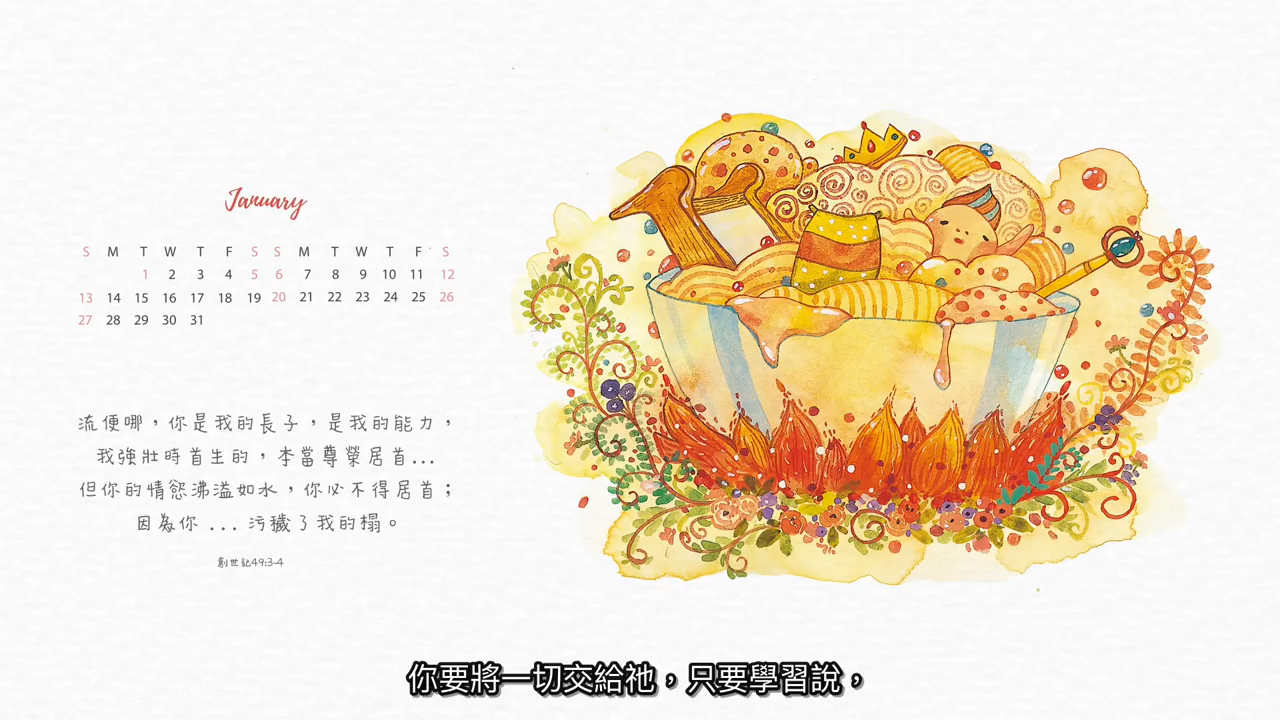 January
S M T W T F S S M T W T F S
1 2 3 4 5 6 7 8 9 10 11 12
13 14 15 16 17 18 19 20 21 22 23 24 25 26
27 28 29 30 31
流便哪，你是我的長子，是我的能力，
我強壯時首生的，本當尊榮居首...
但你的情慾沸溢如水，你必不得居首；
因為你 ... 污穢了我的榻。
創世記49:3-4
你要將一切交給祂，只要學習說，